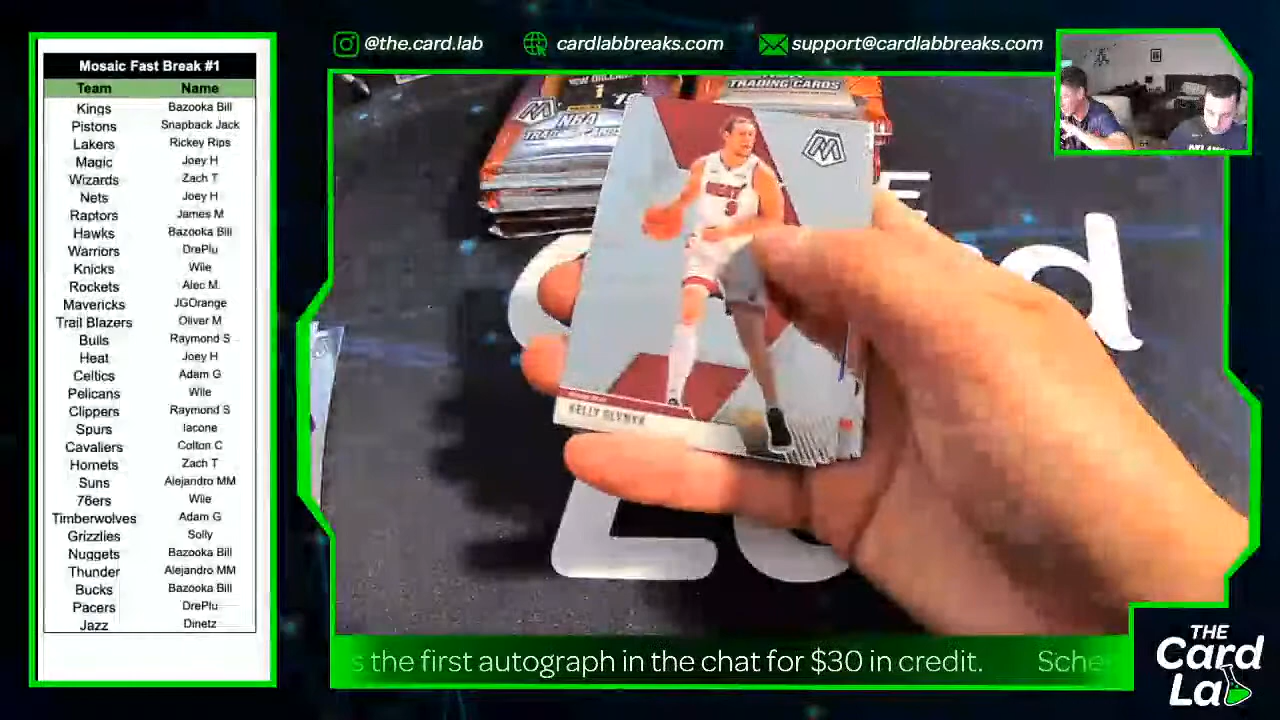 @the.card.lab
cardlabbreaks.com
support@cardlabbreaks.com
Mosaic Fast Break #1
Team Name
Kings Bazooka Bill
Pistons Snapback Jack
Lakers Rickey Rips
Magic Joey H
Wizards Zach T
Nets Joey H
Raptors James M
Hawks Bazooka Bill
Warriors DrePlu
Knicks Wile
Rockets Alec M.
Mavericks JGOrange
Trail Blazers Oliver M
Bulls Raymond S
Heat Joey H
Celtics Adam G
Pelicans Wile
Clippers Raymond S
Spurs Iacone
Cavaliers Colton C
Hornets Zach T
Suns Alejandro MM
76ers Wile
Timberwolves Adam G
Grizzlies Solly
Nuggets Bazooka Bill
Thunder Alejandro MM
Bucks Bazooka Bill
Pacers DrePlu
Jazz Dinetz
NEW ORLEANS
NBA
TRADING CARDS
M
KELLY OLYNYK
s the first autograph in the chat for $30 in credit. Sche
THE
Card
Lab